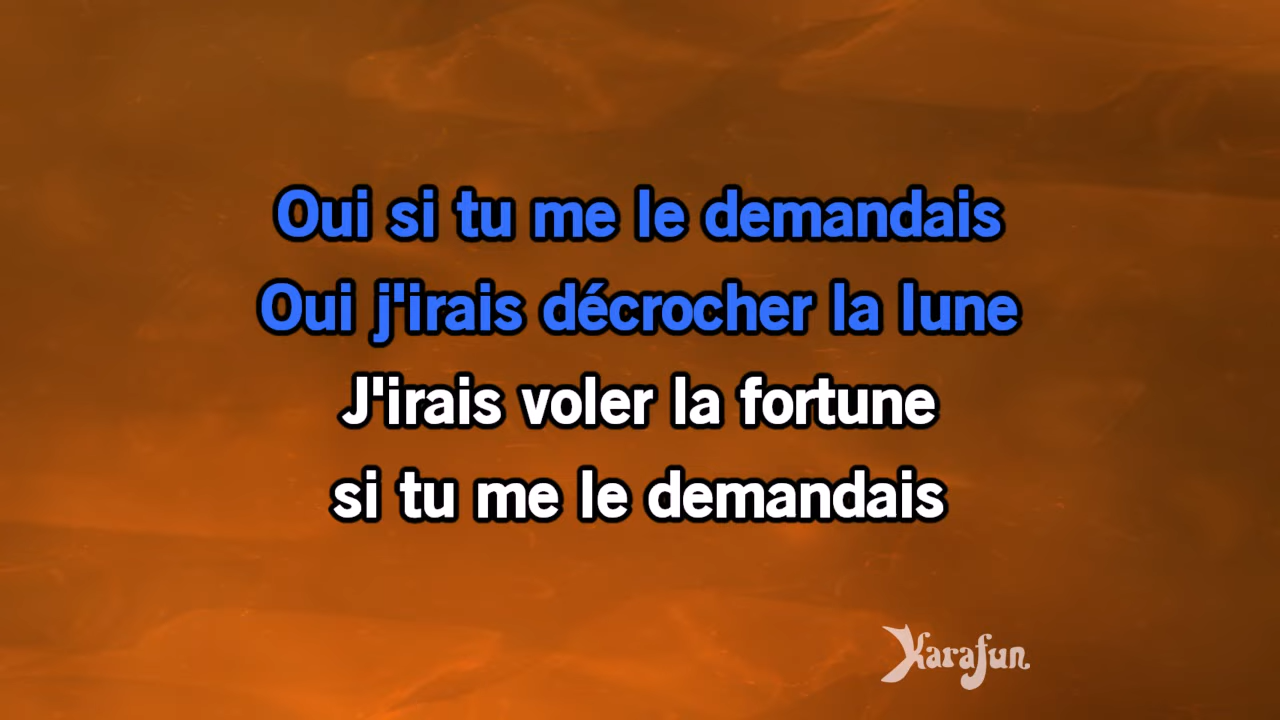 Oui si tu me le demandais
Oui j'irais décrocher la lune
J'irais voler la fortune
si tu me le demandais
Karafun